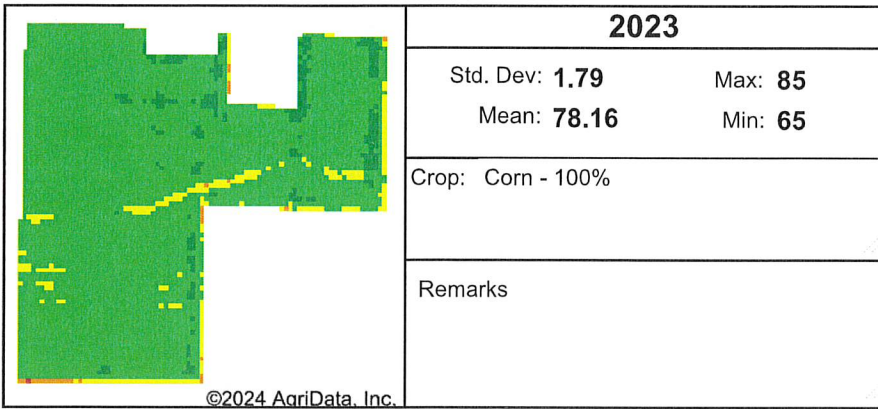 2023
Std. Dev: 1.79 Max: 85
Mean: 78.16 Min: 65
Crop: Corn - 100%
Remarks
©2024 AgriData, Inc.